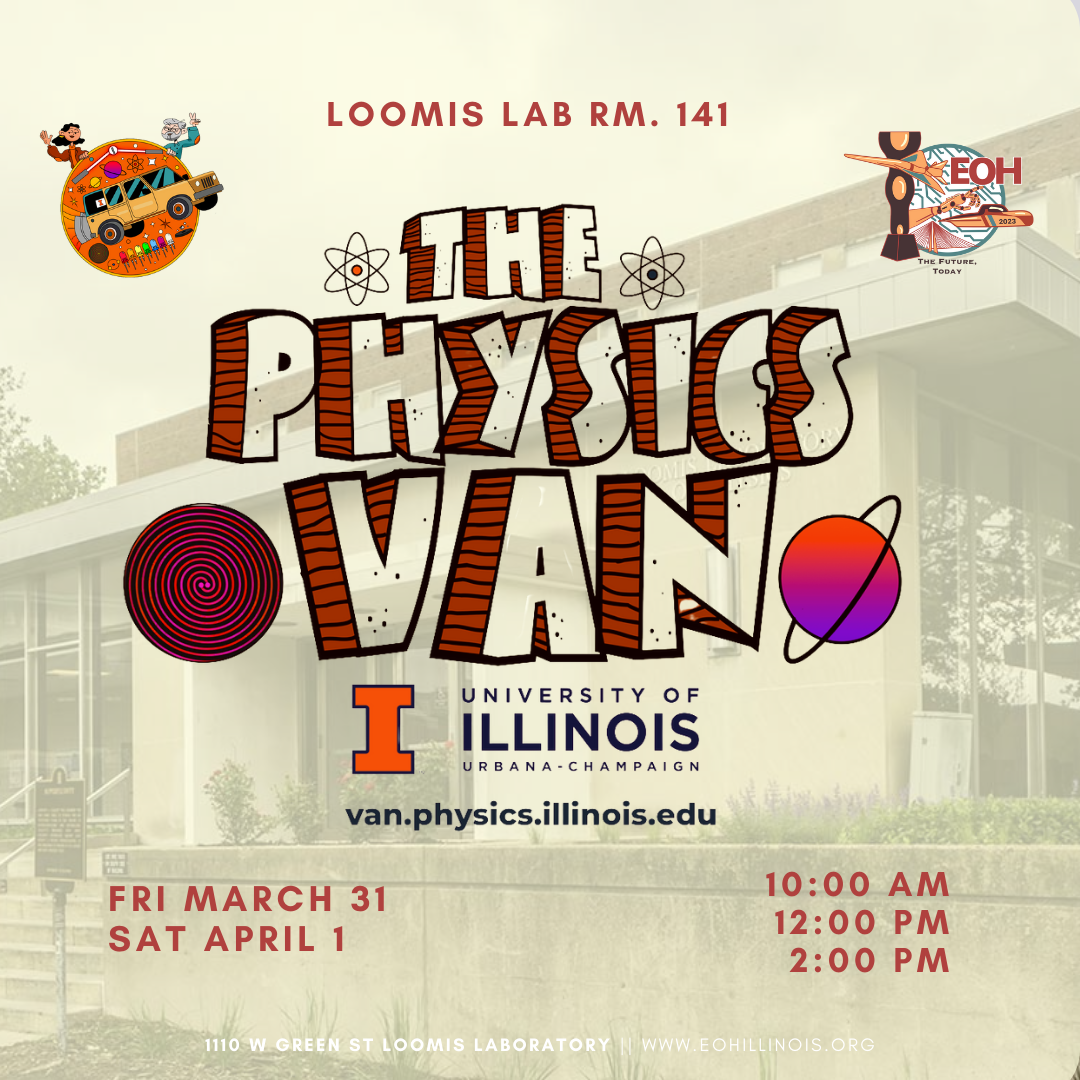 LOOMIS LAB RM. 141
EOH
2023
THE FUTURE,
TODAY
I
THE
PHYSICS
VAN
I
UNIVERSITY OF
ILLINOIS
URBANA-CHAMPAIGN
van.physics.illinois.edu
FRI MARCH 31
SAT APRIL 1
10:00 AM
12:00 PM
2:00 PM
1110 W GREEN ST LOOMIS LABORATORY || WWW.EOHILLINOIS.ORG